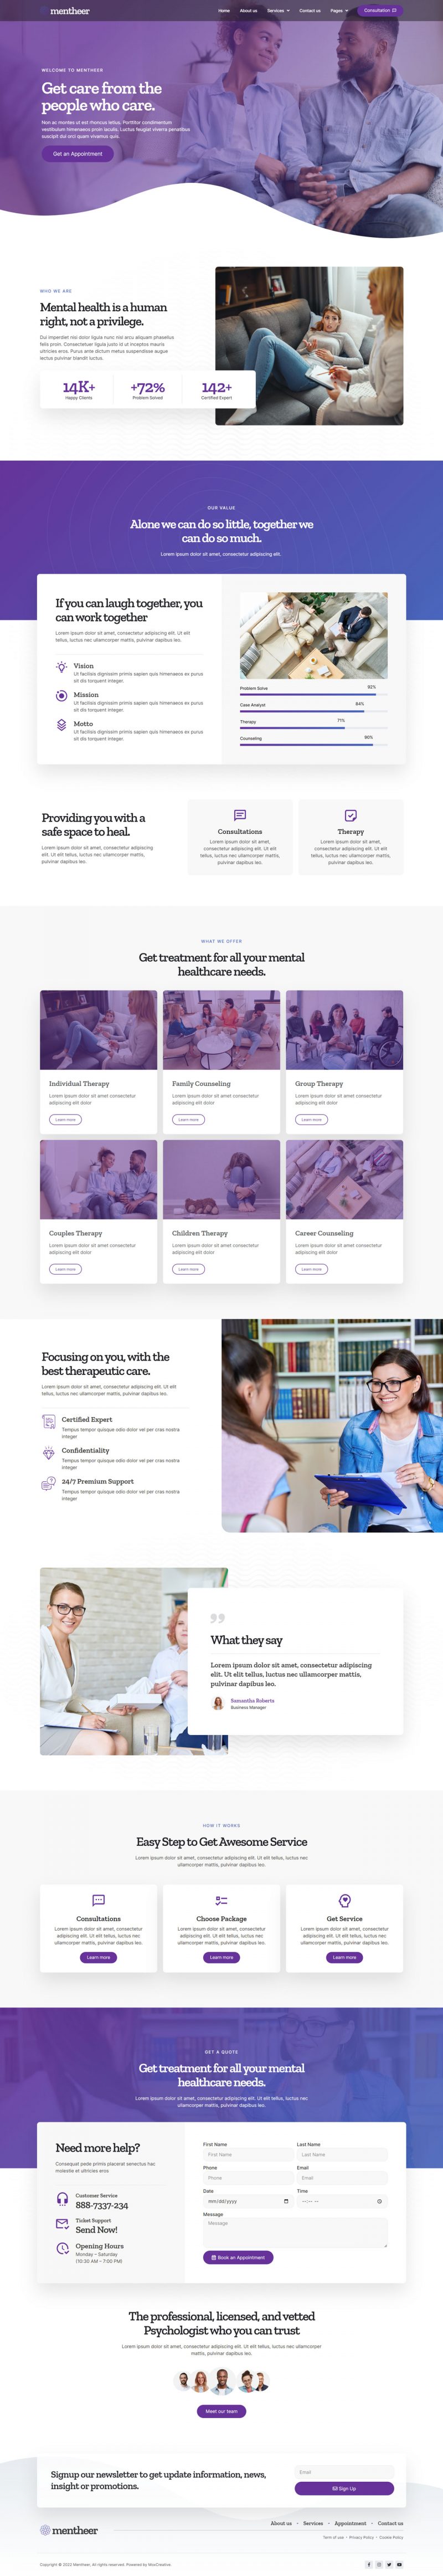 mentheer
Home About us Services Contact us Pages Consultation
WELCOME TO MENTHEER
Get care from the
people who care.
Non ac montes ut est rhoncus tellus. Porttitor condimentum
vestibulum himenaeos proin iaculis. Luctus feugiat viverra penatibus
suscipit dui orci quam vivamus quis.
Get an Appointment
WHO WE ARE
Mental health is a human
right, not a privilege.
Dui imperdiet nisi dolor ligula nunc nisl arcu aliquam phasellus
felis proin. Consectetuer ligula justo id ut inceptos mauris
ultricies eros. Purus ante dictum metus suspendisse augue
lectus pulvinar blandit luctus.
14K+
Happy Clients
+72%
Problem Solved
142+
Certified Expert
OUR VALUE
Alone we can do so little, together we
can do so much.
Lorem ipsum dolor sit amet, consectetur adipiscing elit.
If you can laugh together, you
can work together
Lorem ipsum dolor sit amet, consectetur adipiscing elit. Ut elit
tellus, luctus nec ullamcorper mattis, pulvinar dapibus leo.
Vision
Ut facilisis dignissim primis sapien quis himenaeos ex purus
sit dis torquent integer.
Mission
Ut facilisis dignissim primis sapien quis himenaeos ex purus
sit dis torquent integer.
Motto
Ut facilisis dignissim primis sapien quis himenaeos ex purus
sit dis torquent integer.
Problem Solve 92%
Case Analyst 84%
Therapy 71%
Counseling 90%
Providing you with a
safe space to heal.
Lorem ipsum dolor sit amet, consectetur adipiscing
elit. Ut elit tellus, luctus nec ullamcorper mattis,
pulvinar dapibus leo.
Consultations
Lorem ipsum dolor sit amet,
consectetur adipiscing elit. Ut elit
tellus, luctus nec ullamcorper mattis,
pulvinar dapibus leo.
Therapy
Lorem ipsum dolor sit amet,
consectetur adipiscing elit. Ut elit
tellus, luctus nec ullamcorper mattis,
pulvinar dapibus leo.
WHAT WE OFFER
Get treatment for all your mental
healthcare needs.
Individual Therapy
Lorem ipsum dolor sit amet consectetur
adipiscing elit dolor
Learn more
Family Counseling
Lorem ipsum dolor sit amet consectetur
adipiscing elit dolor
Learn more
Group Therapy
Lorem ipsum dolor sit amet consectetur
adipiscing elit dolor
Learn more
Couples Therapy
Lorem ipsum dolor sit amet consectetur
adipiscing elit dolor
Learn more
Children Therapy
Lorem ipsum dolor sit amet consectetur
adipiscing elit dolor
Learn more
Career Counseling
Lorem ipsum dolor sit amet consectetur
adipiscing elit dolor
Learn more
Focusing on you, with the
best therapeutic care.
Lorem ipsum dolor sit amet, consectetur adipiscing elit. Ut elit
tellus, luctus nec ullamcorper mattis, pulvinar dapibus leo.
Certified Expert
Tempus tempor quisque odio dolor vel per cras nostra
integer
Confidentiality
Tempus tempor quisque odio dolor vel per cras nostra
integer
24/7 Premium Support
Tempus tempor quisque odio dolor vel per cras nostra
integer
What they say
Lorem ipsum dolor sit amet, consectetur adipiscing
elit. Ut elit tellus, luctus nec ullamcorper mattis,
pulvinar dapibus leo.
Samantha Roberts
Business Manager
HOW IT WORKS
Easy Step to Get Awesome Service
Lorem ipsum dolor sit amet, consectetur adipiscing elit. Ut elit tellus, luctus nec
ullamcorper mattis, pulvinar dapibus leo.
Consultations
Lorem ipsum dolor sit amet, consectetur
adipiscing elit. Ut elit tellus, luctus nec
ullamcorper mattis, pulvinar dapibus leo.
Learn more
Choose Package
Lorem ipsum dolor sit amet, consectetur
adipiscing elit. Ut elit tellus, luctus nec
ullamcorper mattis, pulvinar dapibus leo.
Learn more
Get Service
Lorem ipsum dolor sit amet, consectetur
adipiscing elit. Ut elit tellus, luctus nec
ullamcorper mattis, pulvinar dapibus leo.
Learn more
GET A QUOTE
Get treatment for all your mental
healthcare needs.
Lorem ipsum dolor sit amet, consectetur adipiscing elit. Ut elit tellus, luctus nec
ullamcorper mattis, pulvinar dapibus leo.
Need more help?
Consequat pede primis placerat senectus hac
molestie et ultricies eros
Customer Service
888-7337-234
Ticket Support
Send Now!
Opening Hours
Monday – Saturday
(10:30 AM – 7:00 PM)
First Name Last Name
First Name Last Name
Phone Email
Phone Email
Date Time
mm/dd/yyyy --:-- --
Message
Message
Book an Appointment
The professional, licensed, and vetted
Psychologist who you can trust
Lorem ipsum dolor sit amet, consectetur adipiscing elit. Ut elit tellus, luctus nec ullamcorper
mattis, pulvinar dapibus leo.
Meet our team
Signup our newsletter to get update information, news,
insight or promotions.
Email
Sign Up
mentheer
About us Services Appointment Contact us
Term of use Privacy Policy Cookie Policy
Copyright © 2022 Mentheer, All rights reserved. Powered by MoxCreative